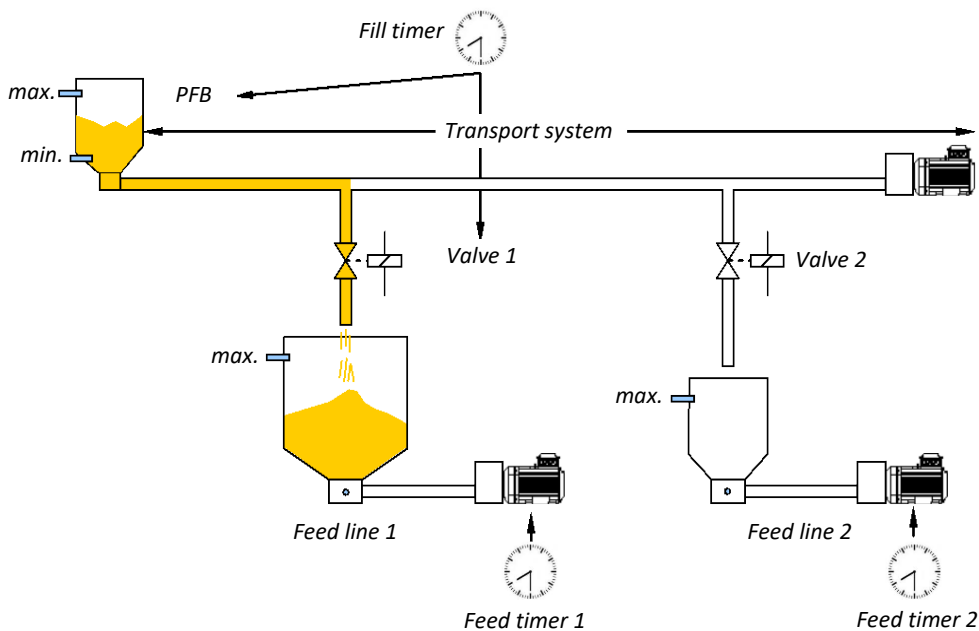 Fill timer
max.
PFB
Transport system
min.
Valve 1
Valve 2
max.
max.
Feed line 1
Feed line 2
Feed timer 1
Feed timer 2